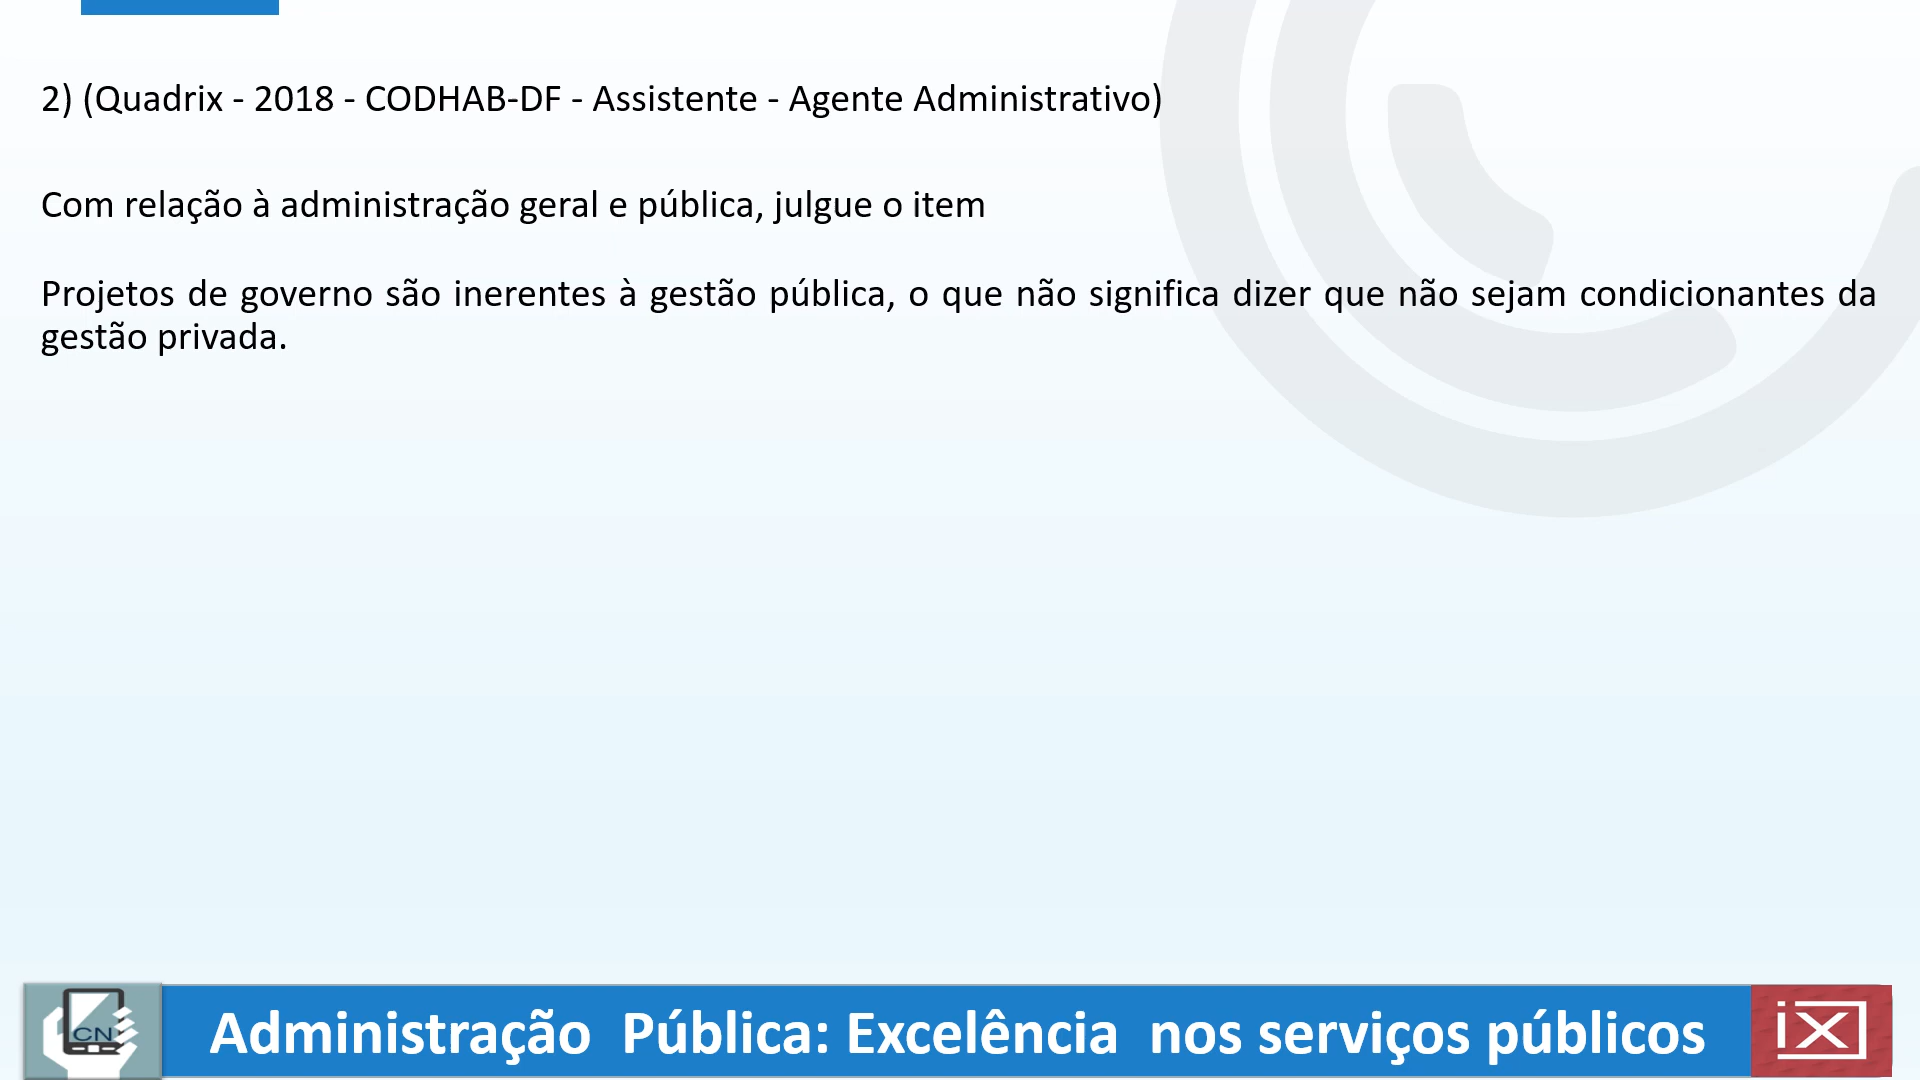 2) (Quadrix - 2018 - CODHAB-DF - Assistente - Agente Administrativo)
Com relação à administração geral e pública, julgue o item
Projetos de governo são inerentes à gestão pública, o que não significa dizer que não sejam condicionantes da
gestão privada.
CN
Administração Pública: Excelência nos serviços públicos
iX